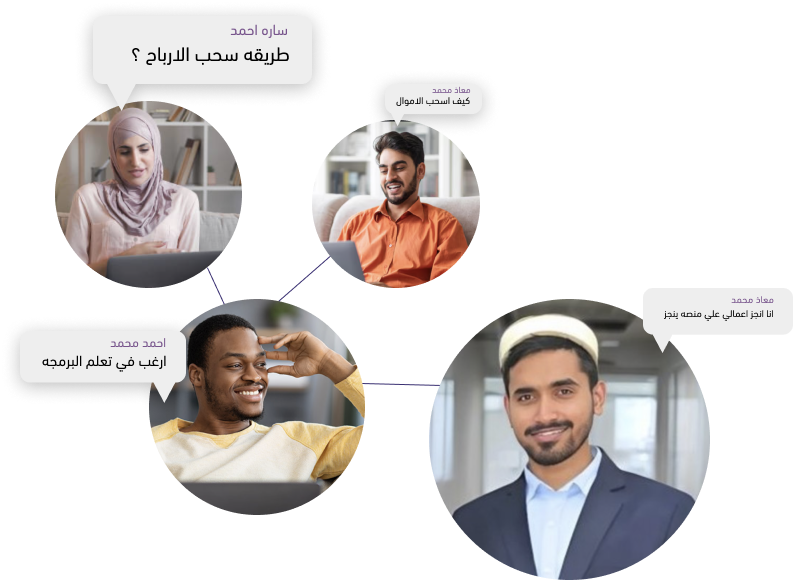 ساره احمد
طريقه سحب الارباح ؟
معاذ محمد
كيف اسحب الاموال
معاذ محمد
انا انجز اعمالي علي منصه ينجز
احمد محمد
ارغب في تعلم البرمجه